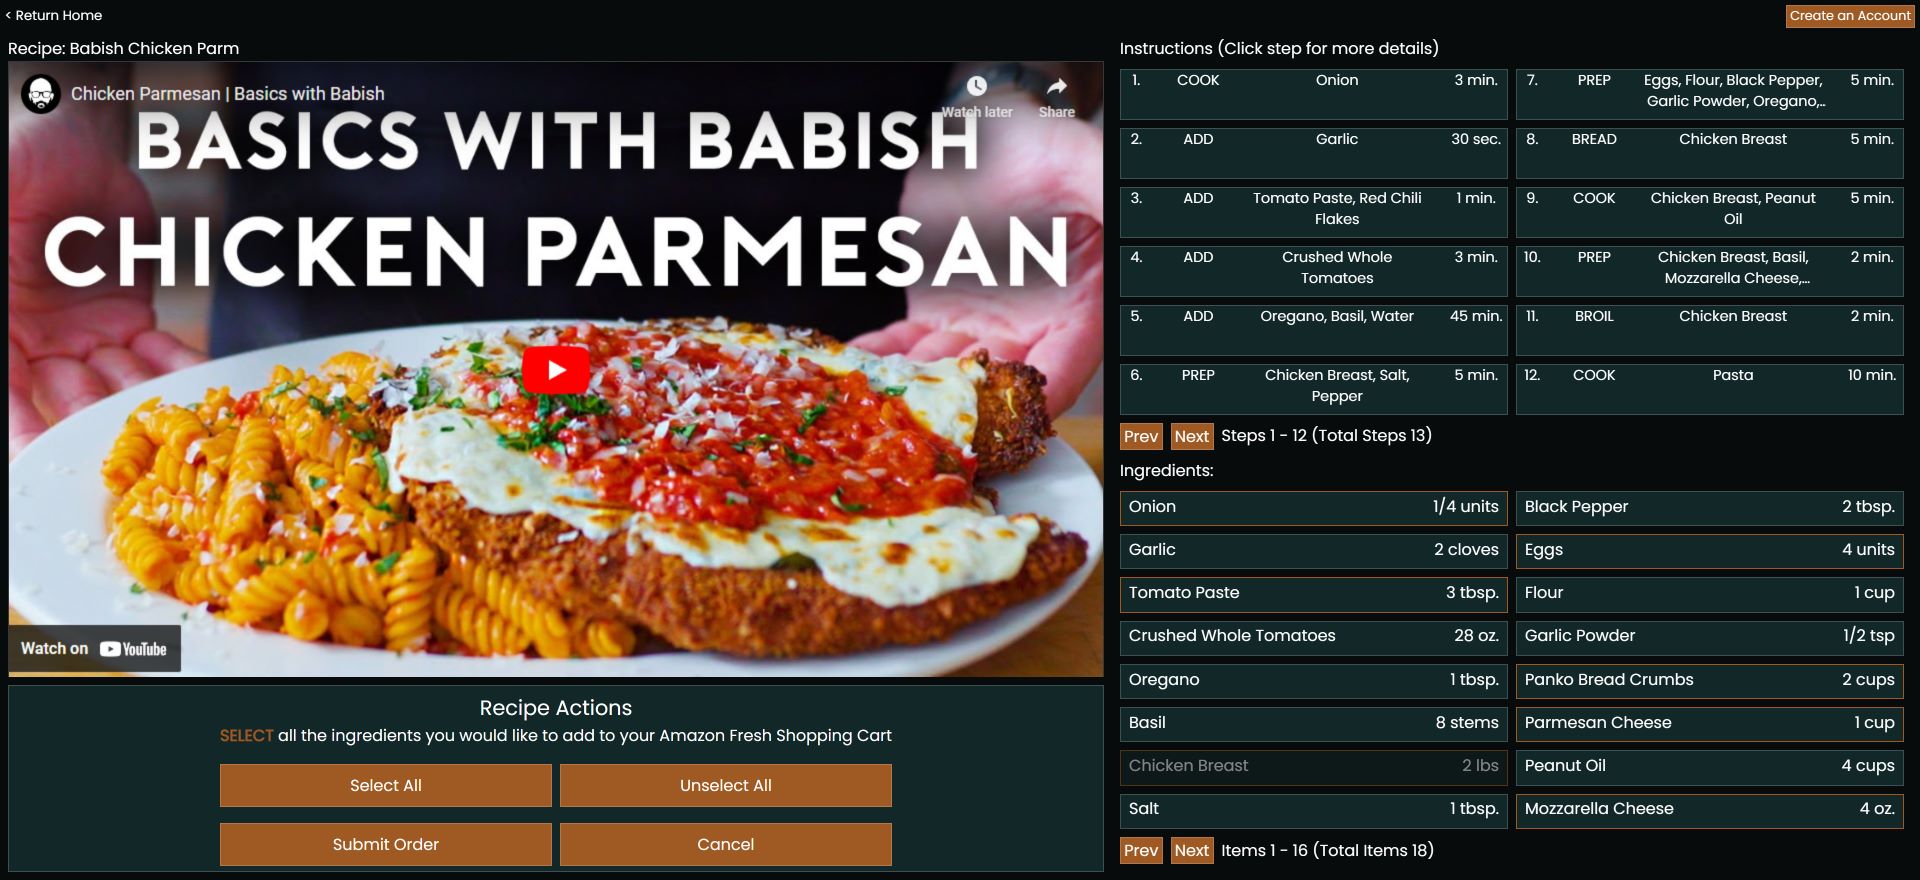 < Return Home
Create an Account
Recipe: Babish Chicken Parm
Chicken Parmesan | Basics with Babish
Watch later
Share
BASICS WITH BABISH
CHICKEN PARMESAN
Watch on YouTube
Recipe Actions
SELECT all the ingredients you would like to add to your Amazon Fresh Shopping Cart
Select All
Unselect All
Submit Order
Cancel
Instructions (Click step for more details)
1. COOK Onion 3 min.
2. ADD Garlic 30 sec.
3. ADD Tomato Paste, Red Chili 1 min.
Flakes
4. ADD Crushed Whole 3 min.
Tomatoes
5. ADD Oregano, Basil, Water 45 min.
6. PREP Chicken Breast, Salt, 5 min.
Pepper
7. PREP Eggs, Flour, Black Pepper, 5 min.
Garlic Powder, Oregano,...
8. BREAD Chicken Breast 5 min.
9. COOK Chicken Breast, Peanut 5 min.
Oil
10. PREP Chicken Breast, Basil, 2 min.
Mozzarella Cheese,...
11. BROIL Chicken Breast 2 min.
12. COOK Pasta 10 min.
Prev Next Steps 1 - 12 (Total Steps 13)
Ingredients:
Onion 1/4 units
Garlic 2 cloves
Tomato Paste 3 tbsp.
Crushed Whole Tomatoes 28 oz.
Oregano 1 tbsp.
Basil 8 stems
Chicken Breast 2 lbs
Salt 1 tbsp.
Black Pepper 2 tbsp.
Eggs 4 units
Flour 1 cup
Garlic Powder 1/2 tsp
Panko Bread Crumbs 2 cups
Parmesan Cheese 1 cup
Peanut Oil 4 cups
Mozzarella Cheese 4 oz.
Prev Next Items 1 - 16 (Total Items 18)